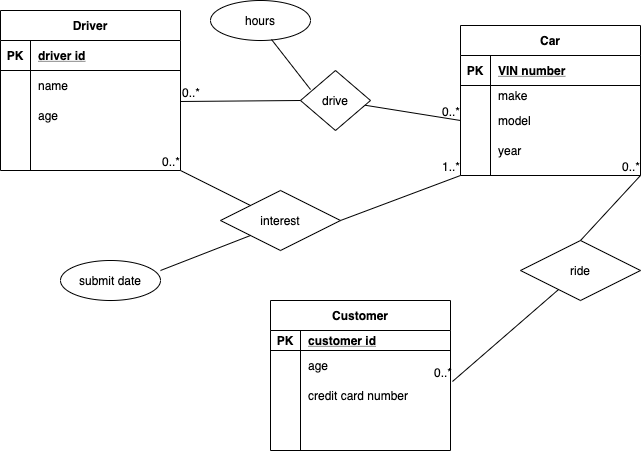 hours
Driver
PK driver id
name
age
0..*
0..*
drive
Car
PK VIN number
make
model
year
0..*
1..*
0..*
interest
submit date
ride
Customer
PK customer id
age
credit card number
0..*